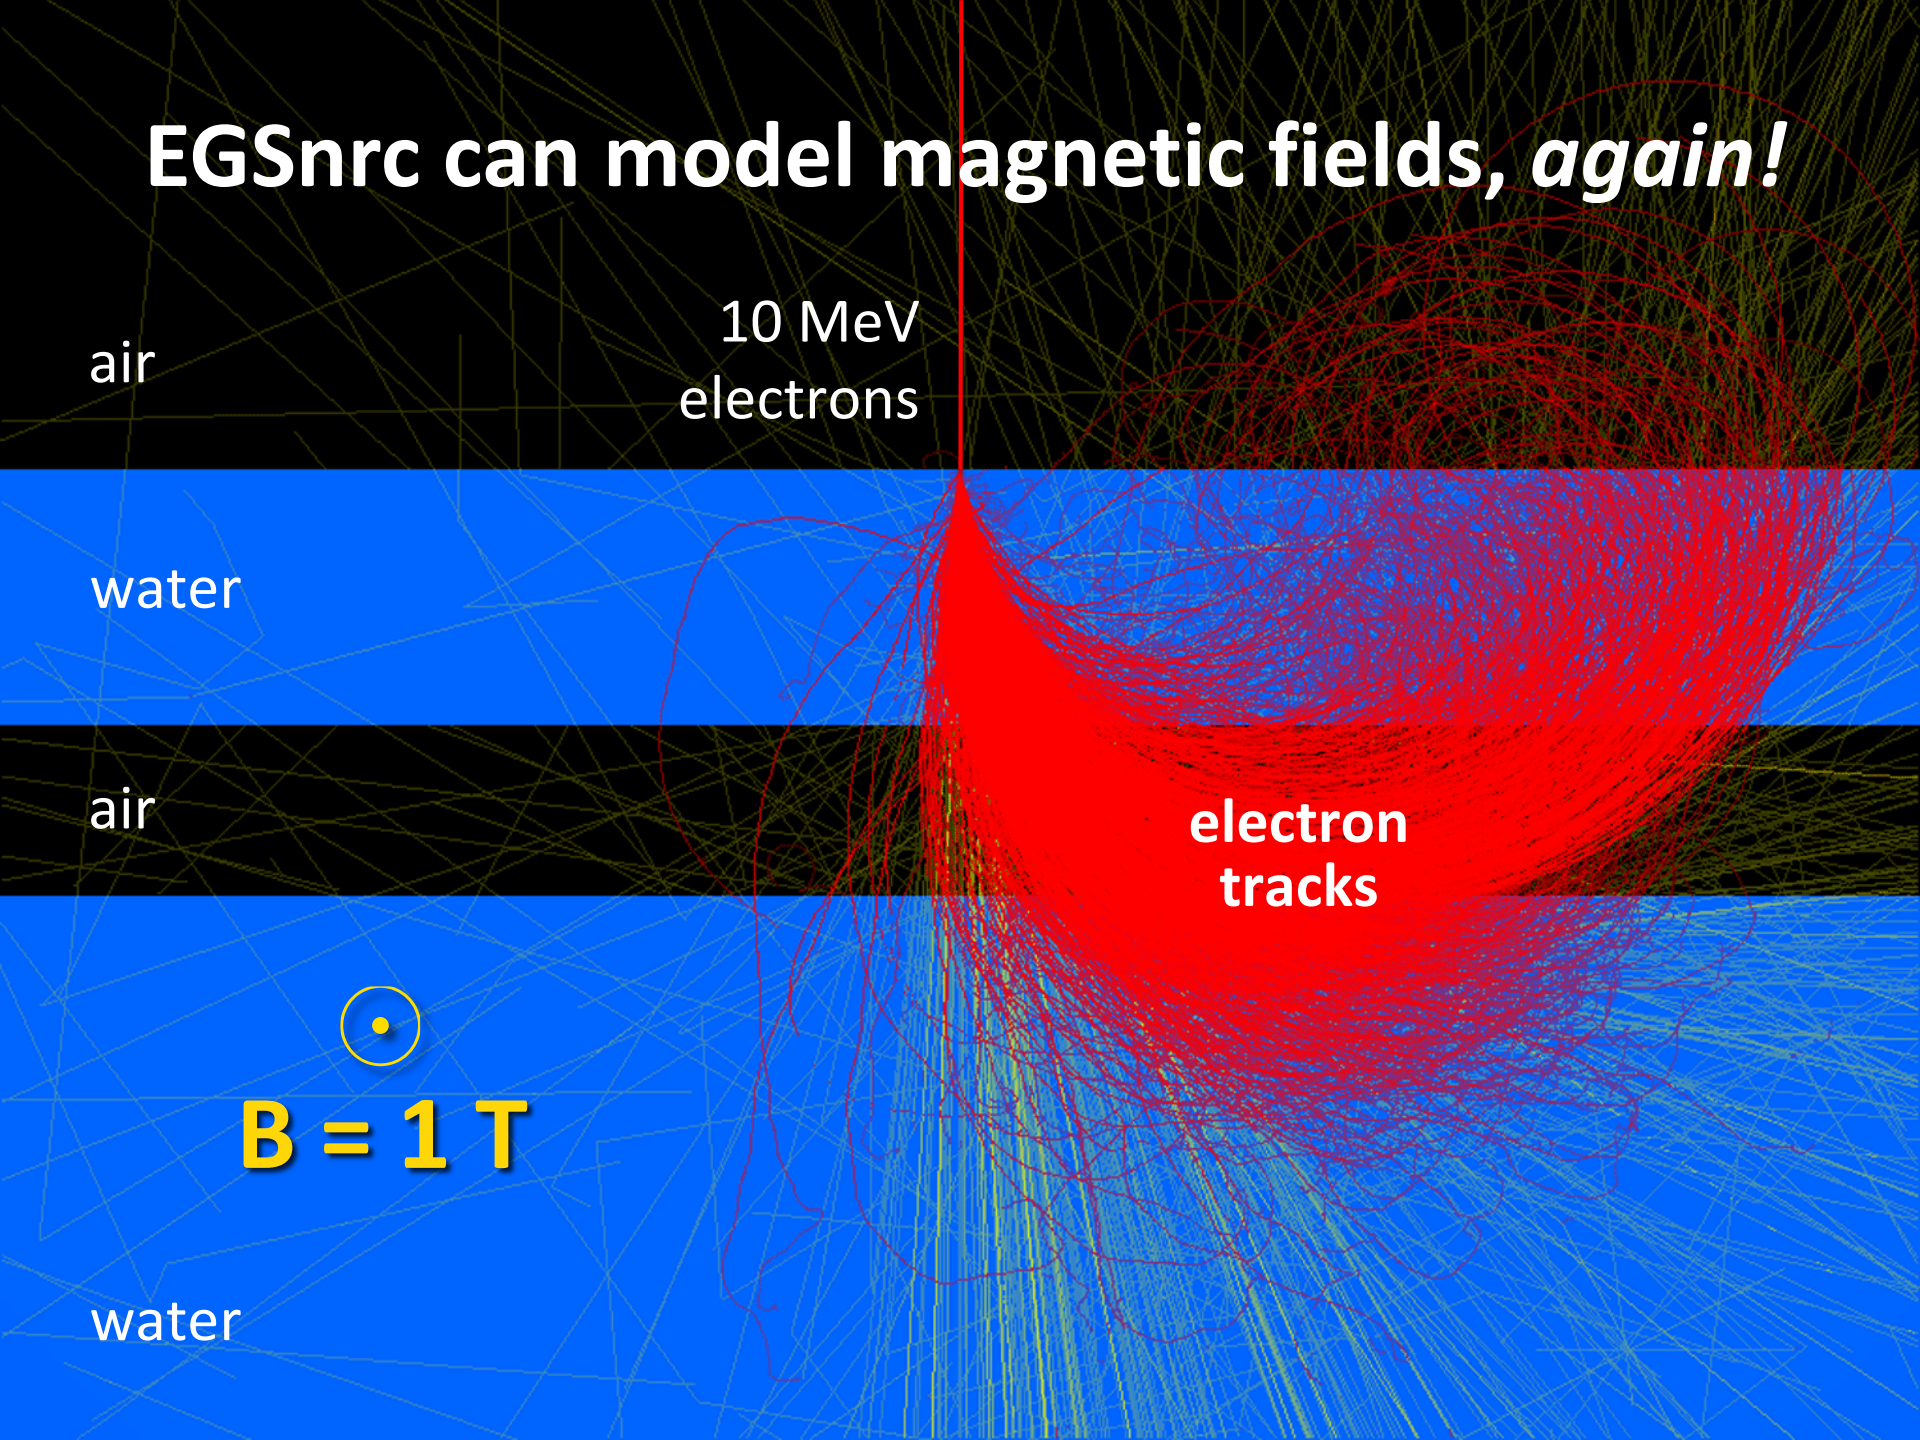 EGSnrc can model magnetic fields, again!
10 MeV
electrons
air
water
air
electron
tracks
B = 1 T
water